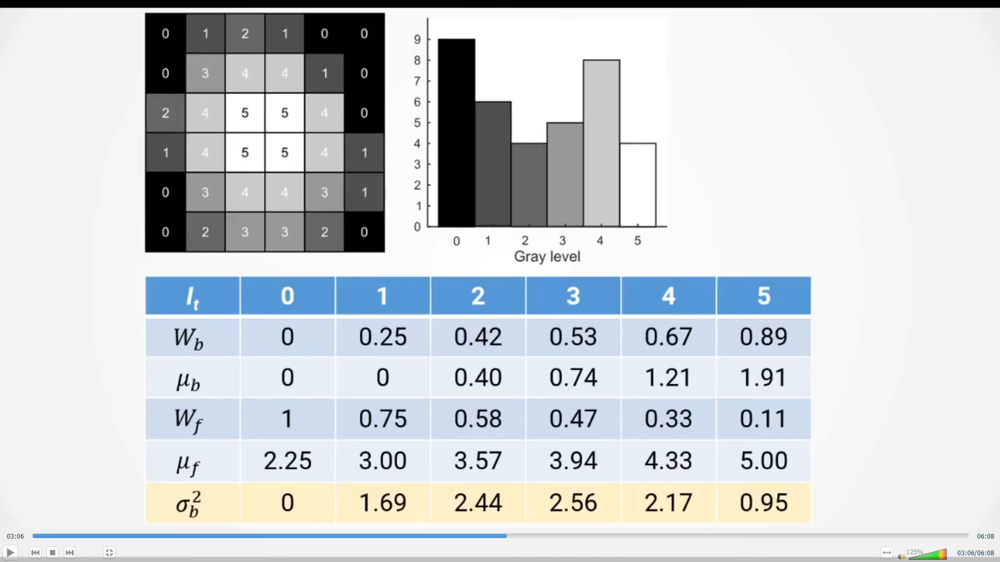 0 1 2 1 0 0
0 3 4 4 1 0
2 4 5 5 4 0
1 4 5 5 4 1
0 3 4 4 3 1
0 2 3 3 2 0
9
8
7
6
5
4
3
2
1
0
0 1 2 3 4 5
Gray level
I_t 0 1 2 3 4 5
W_b 0 0.25 0.42 0.53 0.67 0.89
μ_b 0 0 0.40 0.74 1.21 1.91
W_f 1 0.75 0.58 0.47 0.33 0.11
μ_f 2.25 3.00 3.57 3.94 4.33 5.00
σ_b^2 0 1.69 2.44 2.56 2.17 0.95
03:06 06:08
125% 03:06/06:08